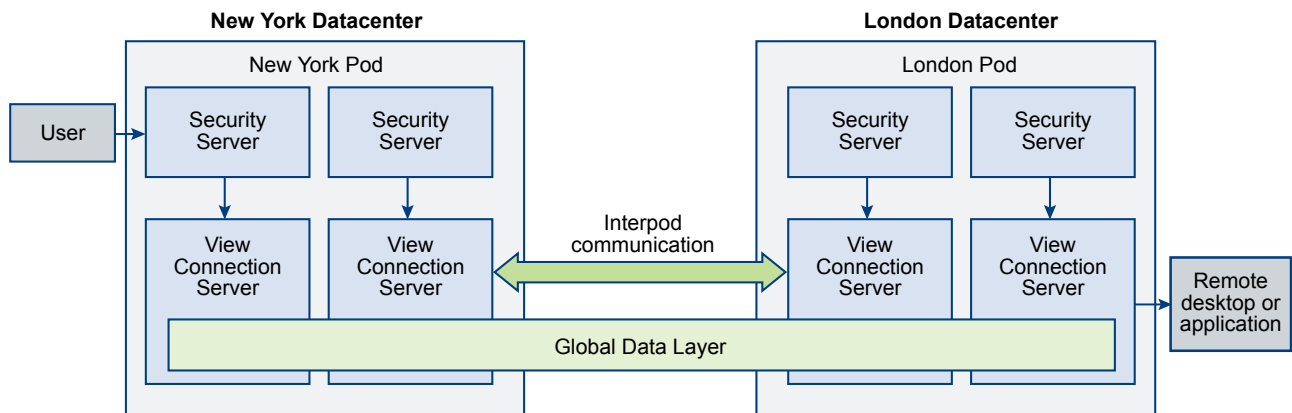 New York Datacenter
London Datacenter
New York Pod
London Pod
User
Security
Server
Security
Server
Security
Server
Security
Server
Interpod
communication
View
Connection
Server
View
Connection
Server
View
Connection
Server
View
Connection
Server
Remote
desktop or
application
Global Data Layer